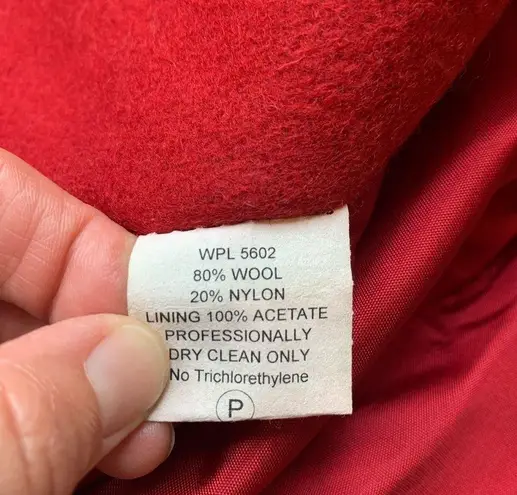 WPL 5602
80% WOOL
20% NYLON
LINING 100% ACETATE
PROFESSIONALLY
DRY CLEAN ONLY
No Trichlorethylene
P